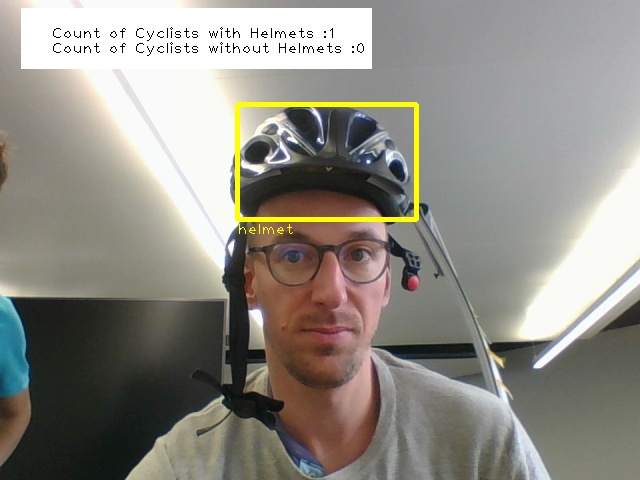 Count of Cyclists with Helmets :1
Count of Cyclists without Helmets :0
helmet